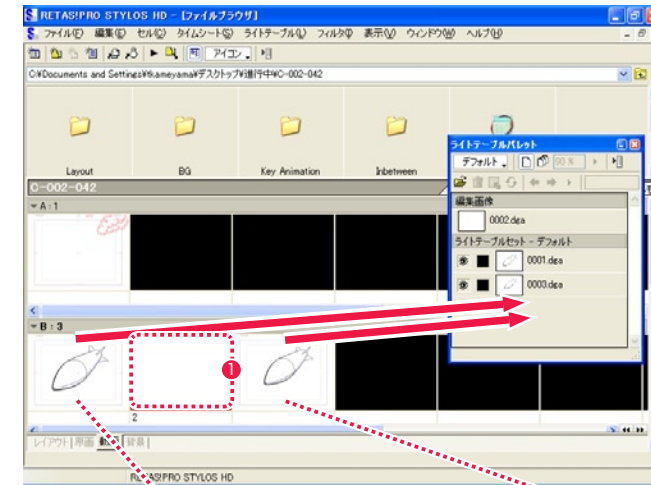 RETAS!PRO STYLOS HD - [ファイルブラウザ]
ファイル(F) 編集(E) セル(C) タイムシート(S) ライトテーブル(L) フィルタ(I) 表示(V) ウィンドウ(W) ヘルプ(H)
アイコン
C:¥Documents and Settings¥tkameyama¥デスクトップ¥進行中¥C-002-042
Layout BG Key Animation Inbetween
C-002-042
A : 1
B : 3
1
2
レイアウト 原画 動画 背景
RETAS!PRO STYLOS HD
ライトテーブルパレット
デフォルト 90 %
編集画像
0002.dga
ライトテーブルセット - デフォルト
0001.dga
0003.dga